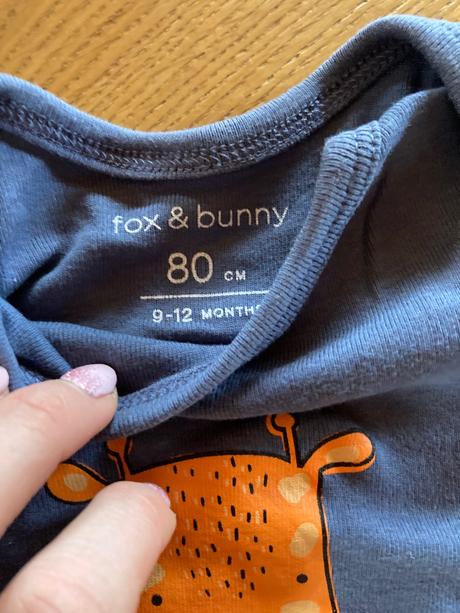 fox & bunny
80 CM
9-12 MONTHS